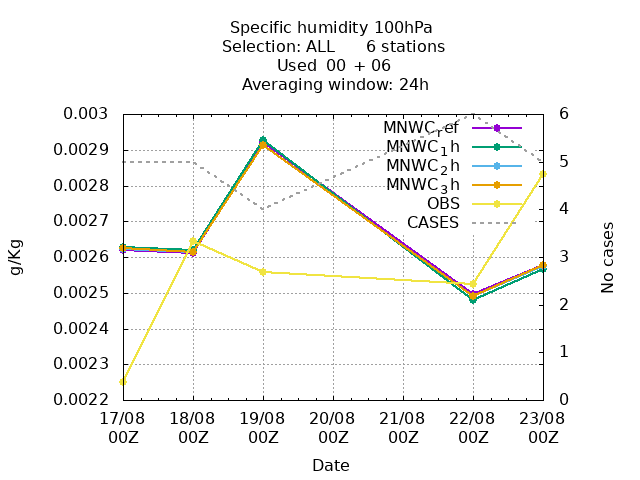 Specific humidity 100hPa
Selection: ALL 6 stations
Used 00 + 06
Averaging window: 24h
0.003
0.0029
0.0028
0.0027
0.0026
0.0025
0.0024
0.0023
0.0022
g/Kg
MNWC_ref
MNWC_1h
MNWC_2h
MNWC_3h
OBS
CASES
6
5
4
3
2
1
0
No cases
17/08 18/08 19/08 20/08 21/08 22/08 23/08
00Z 00Z 00Z 00Z 00Z 00Z 00Z
Date